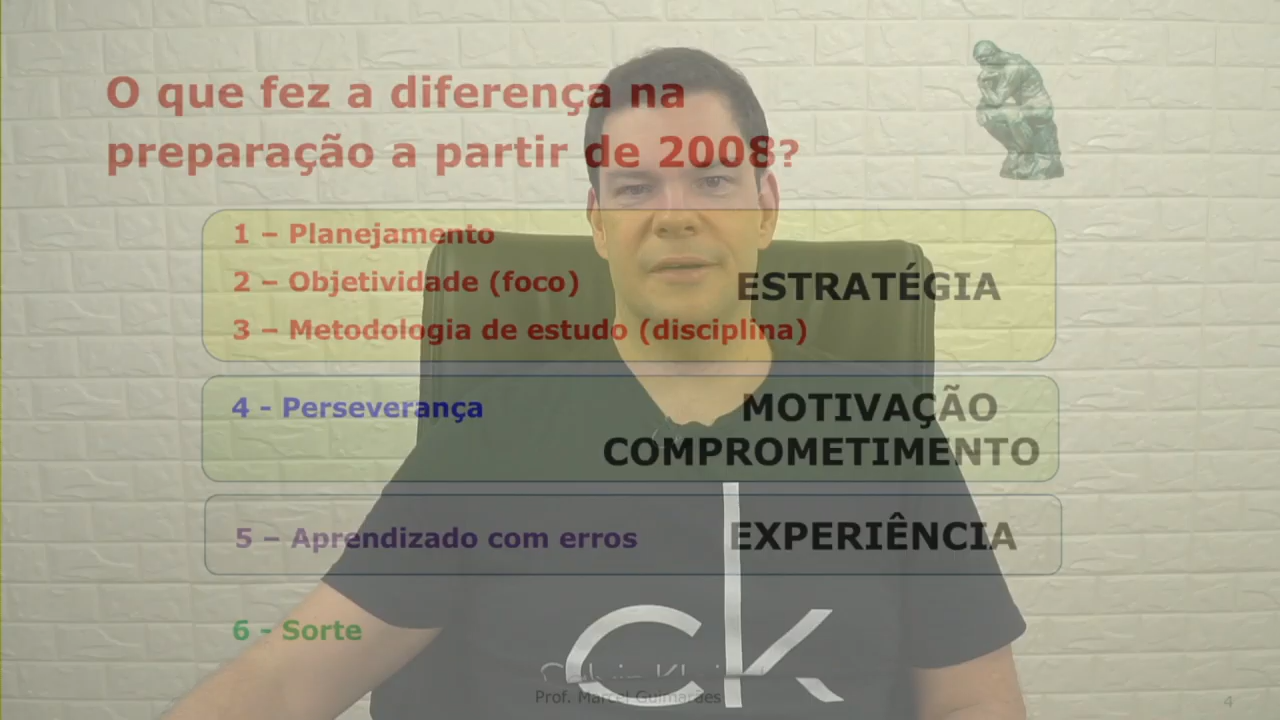 O que fez a diferença na
preparação a partir de 2008?
1 – Planejamento
2 – Objetividade (foco)
ESTRATÉGIA
3 – Metodologia de estudo (disciplina)
4 - Perseverança
MOTIVAÇÃO
COMPROMETIMENTO
5 – Aprendizado com erros
EXPERIÊNCIA
6 - Sorte
ck
Prof. Marcel Guimarães
4